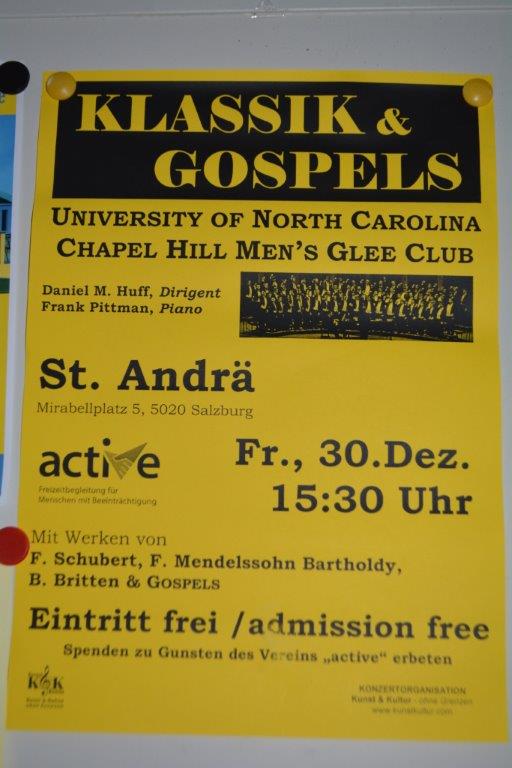 KLASSIK &
GOSPELS
UNIVERSITY OF NORTH CAROLINA
CHAPEL HILL MEN'S GLEE CLUB
Daniel M. Huff, Dirigent
Frank Pittman, Piano
St. Andrä
Mirabellplatz 5, 5020 Salzburg
active
Freizeitbegleitung für
Menschen mit Beeinträchtigung
Fr., 30.Dez.
15:30 Uhr
Mit Werken von
F. Schubert, F. Mendelssohn Bartholdy,
B. Britten & GOSPELS
Eintritt frei /admission free
Spenden zu Gunsten des Vereins „active“ erbeten
K&K
KONZERTORGANISATION
Kunst & Kultur - ohne Grenzen
www.kunstkultur.com